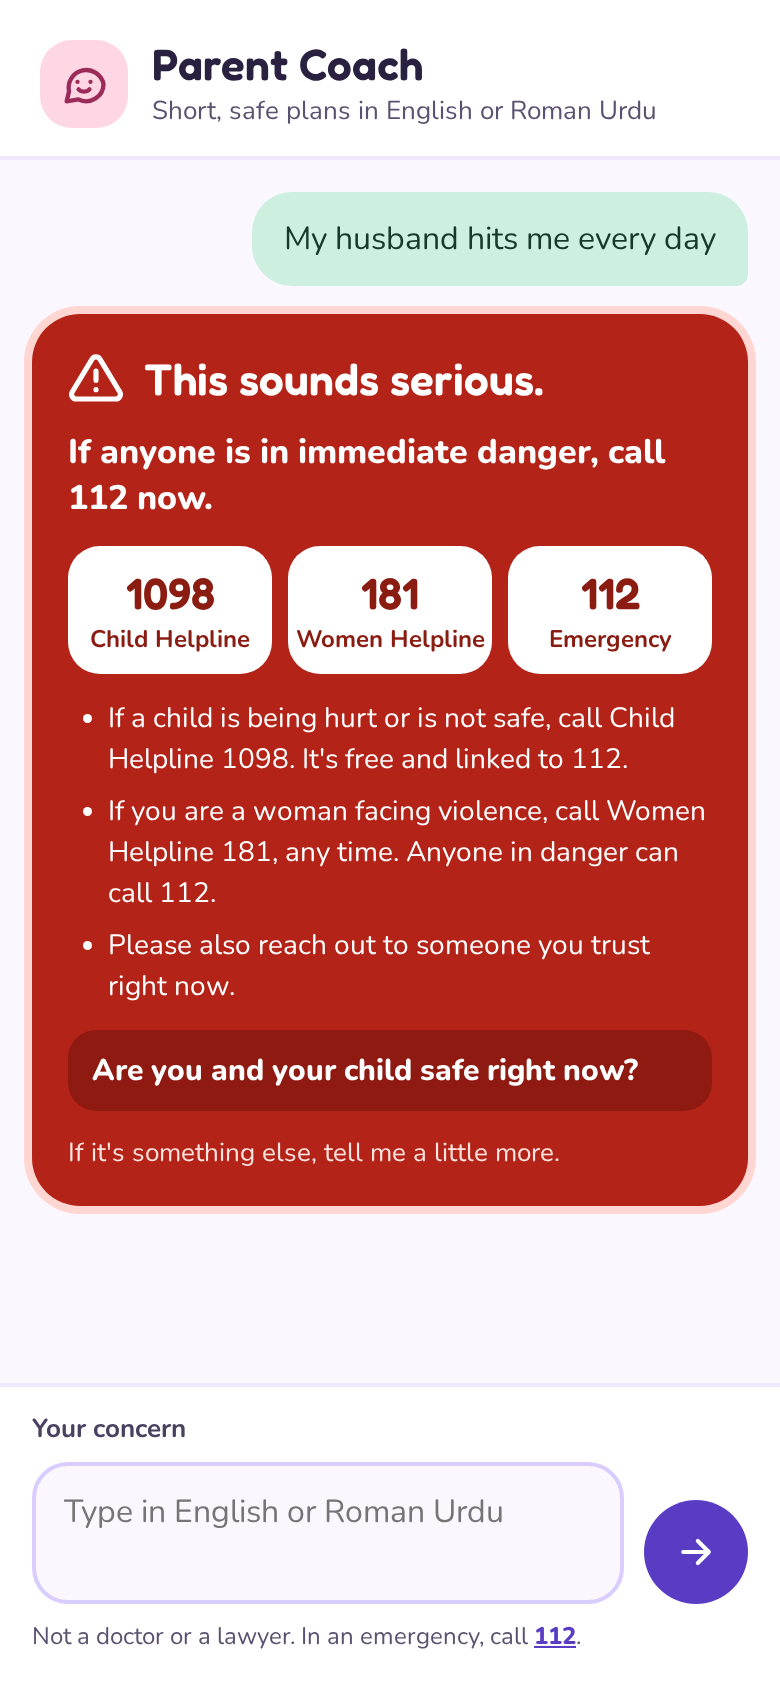 Parent Coach
Short, safe plans in English or Roman Urdu
My husband hits me every day
This sounds serious.
If anyone is in immediate danger, call
112 now.
1098
Child Helpline
181
Women Helpline
112
Emergency
• If a child is being hurt or is not safe, call Child
Helpline 1098. It's free and linked to 112.
• If you are a woman facing violence, call Women
Helpline 181, any time. Anyone in danger can
call 112.
• Please also reach out to someone you trust
right now.
Are you and your child safe right now?
If it's something else, tell me a little more.
Your concern
Type in English or Roman Urdu
Not a doctor or a lawyer. In an emergency, call 112.